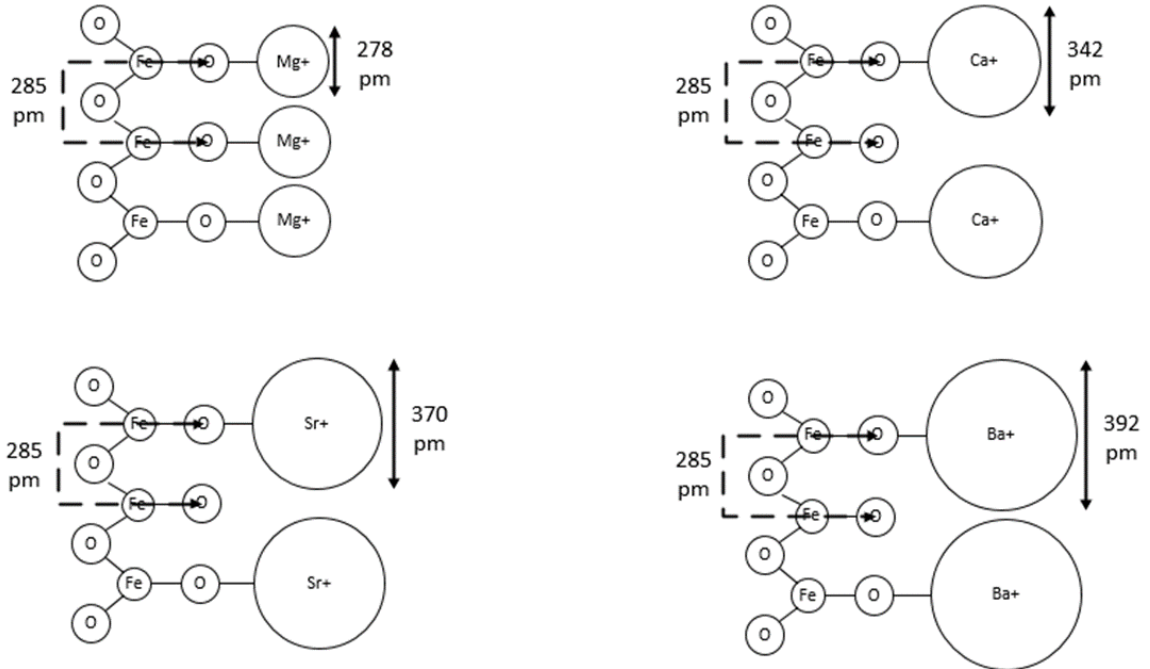 O
Fe O Mg+
278
pm
285
pm
O
Fe O Mg+
O
Fe O Mg+
O
O
Fe O Ca+
342
pm
285
pm
O
Fe O
O
Fe O Ca+
O
O
Fe O Sr+
370
pm
285
pm
O
Fe O
O
Fe O Sr+
O
O
Fe O Ba+
392
pm
285
pm
O
Fe O
O
Fe O Ba+
O